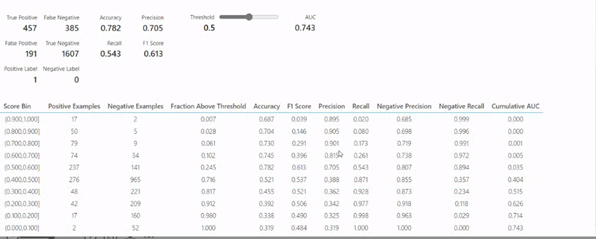 True Positive False Negative Accuracy Precision Threshold AUC
457 385 0.782 0.705 0.5 0.743
False Positive True Negative Recall F1 Score
191 1607 0.543 0.613
Positive Label Negative Label
1 0
Score Bin Positive Examples Negative Examples Fraction Above Threshold Accuracy F1 Score Precision Recall Negative Precision Negative Recall Cumulative AUC
(0.900,1.000] 17 2 0.007 0.687 0.039 0.895 0.020 0.685 0.999 0.000
(0.800,0.900] 50 5 0.028 0.704 0.146 0.905 0.080 0.698 0.996 0.000
(0.700,0.800] 79 9 0.061 0.730 0.291 0.901 0.173 0.719 0.991 0.001
(0.600,0.700] 74 34 0.102 0.745 0.396 0.815 0.261 0.738 0.972 0.005
(0.500,0.600] 237 141 0.245 0.782 0.613 0.705 0.543 0.807 0.894 0.035
(0.400,0.500] 276 965 0.716 0.521 0.537 0.388 0.871 0.855 0.357 0.404
(0.300,0.400] 48 221 0.817 0.455 0.521 0.362 0.928 0.873 0.234 0.515
(0.200,0.300] 42 209 0.912 0.392 0.506 0.342 0.977 0.918 0.118 0.626
(0.100,0.200] 17 160 0.980 0.338 0.490 0.325 0.998 0.963 0.029 0.714
(0.000,0.100] 2 52 1.000 0.319 0.484 0.319 1.000 1.000 0.000 0.743